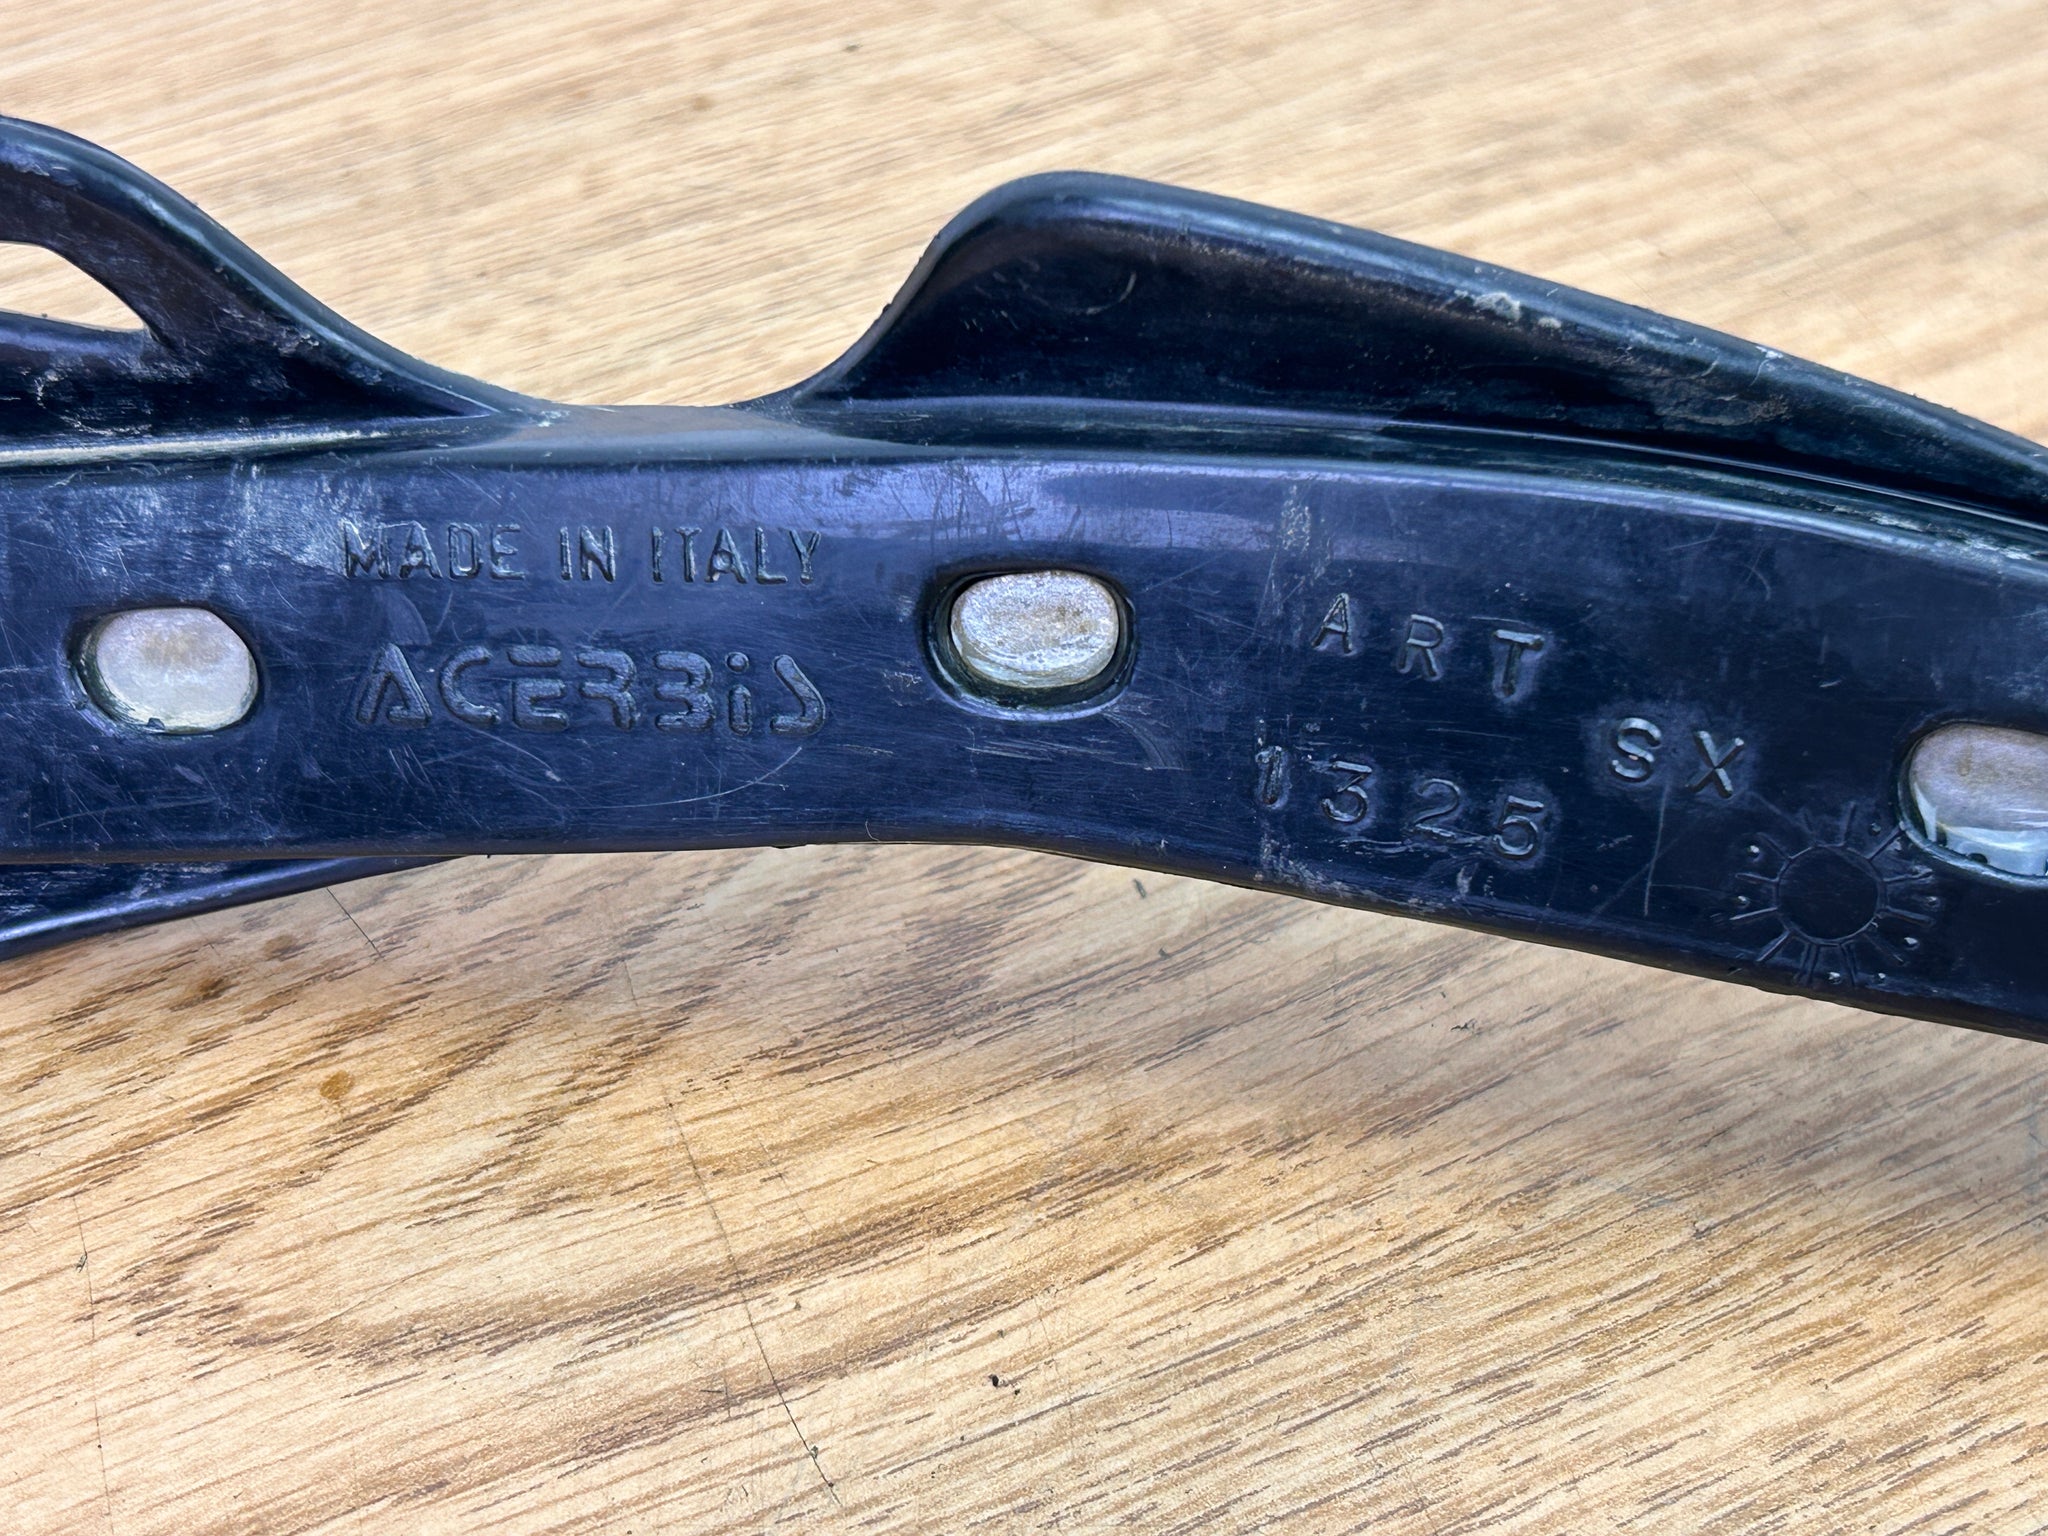 MADE IN ITALY
ACERBiS
ART
1325
SX